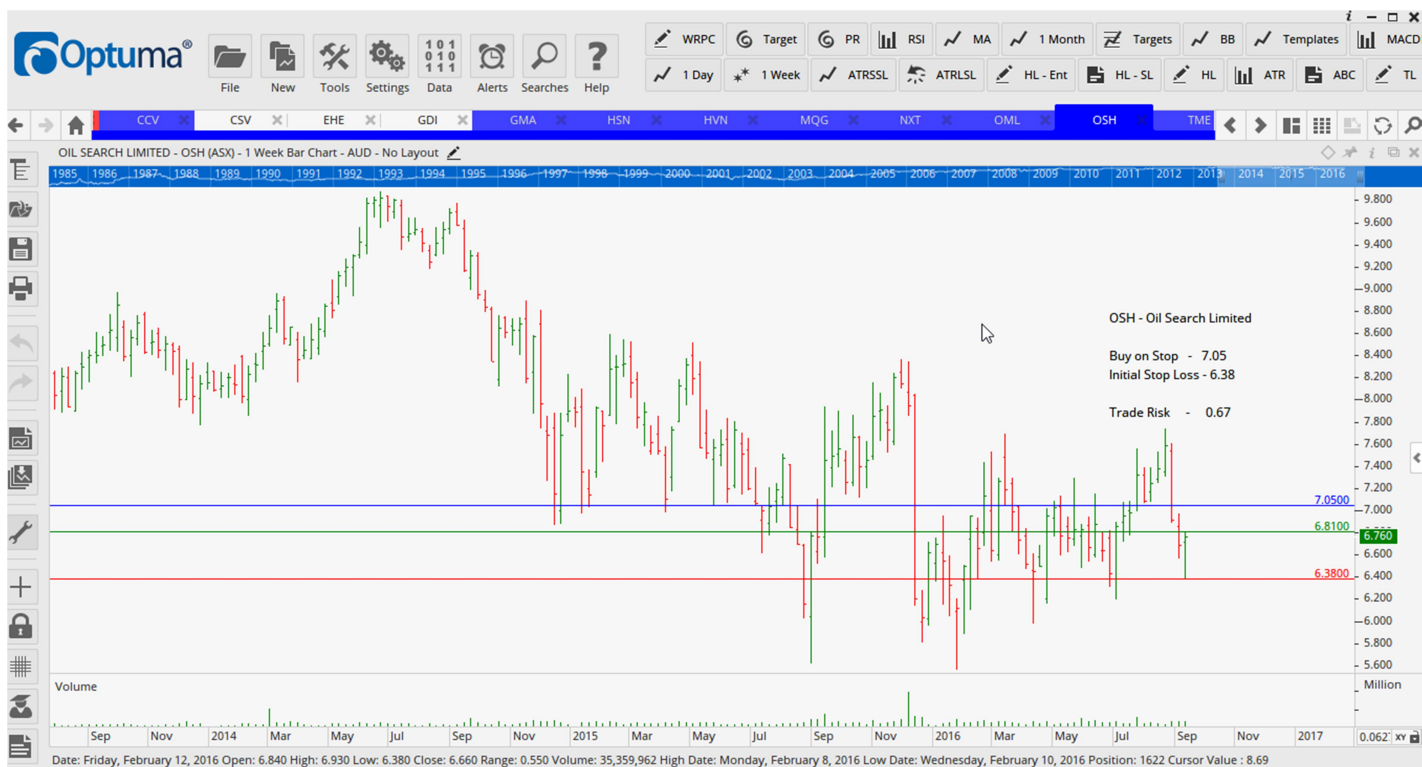 Optuma®
File New Tools Settings Data Alerts Searches Help
WRPC Target PR RSI MA 1 Month Targets BB Templates MACD
1 Day 1 Week ATRSSL ATRLSL HL - Ent HL - SL HL ATR ABC TL
CCV CSV EHE GDI GMA HSN HVN MQG NXT OML OSH TME
OIL SEARCH LIMITED - OSH (ASX) - 1 Week Bar Chart - AUD - No Layout
1985 1986 1987 1988 1989 1990 1991 1992 1993 1994 1995 1996 1997 1998 1999 2000 2001 2002 2003 2004 2005 2006 2007 2008 2009 2010 2011 2012 2013 2014 2015 2016
9.800
9.600
9.400
9.200
9.000
8.800
OSH - Oil Search Limited
8.600
Buy on Stop - 7.05
8.400
Initial Stop Loss - 6.38
8.200
8.000
Trade Risk - 0.67
7.800
7.600
7.400
7.200
7.0500
7.000
6.8100
6.760
6.600
6.3800
6.400
6.200
6.000
5.800
5.600
Volume
Million
Sep Nov 2014 Mar May Jul Sep Nov 2015 Mar May Jul Sep Nov 2016 Mar May Jul Sep Nov 2017 0.062 XY
Date: Friday, February 12, 2016 Open: 6.840 High: 6.930 Low: 6.380 Close: 6.660 Range: 0.550 Volume: 35,359,962 High Date: Monday, February 8, 2016 Low Date: Wednesday, February 10, 2016 Position: 1622 Cursor Value : 8.69